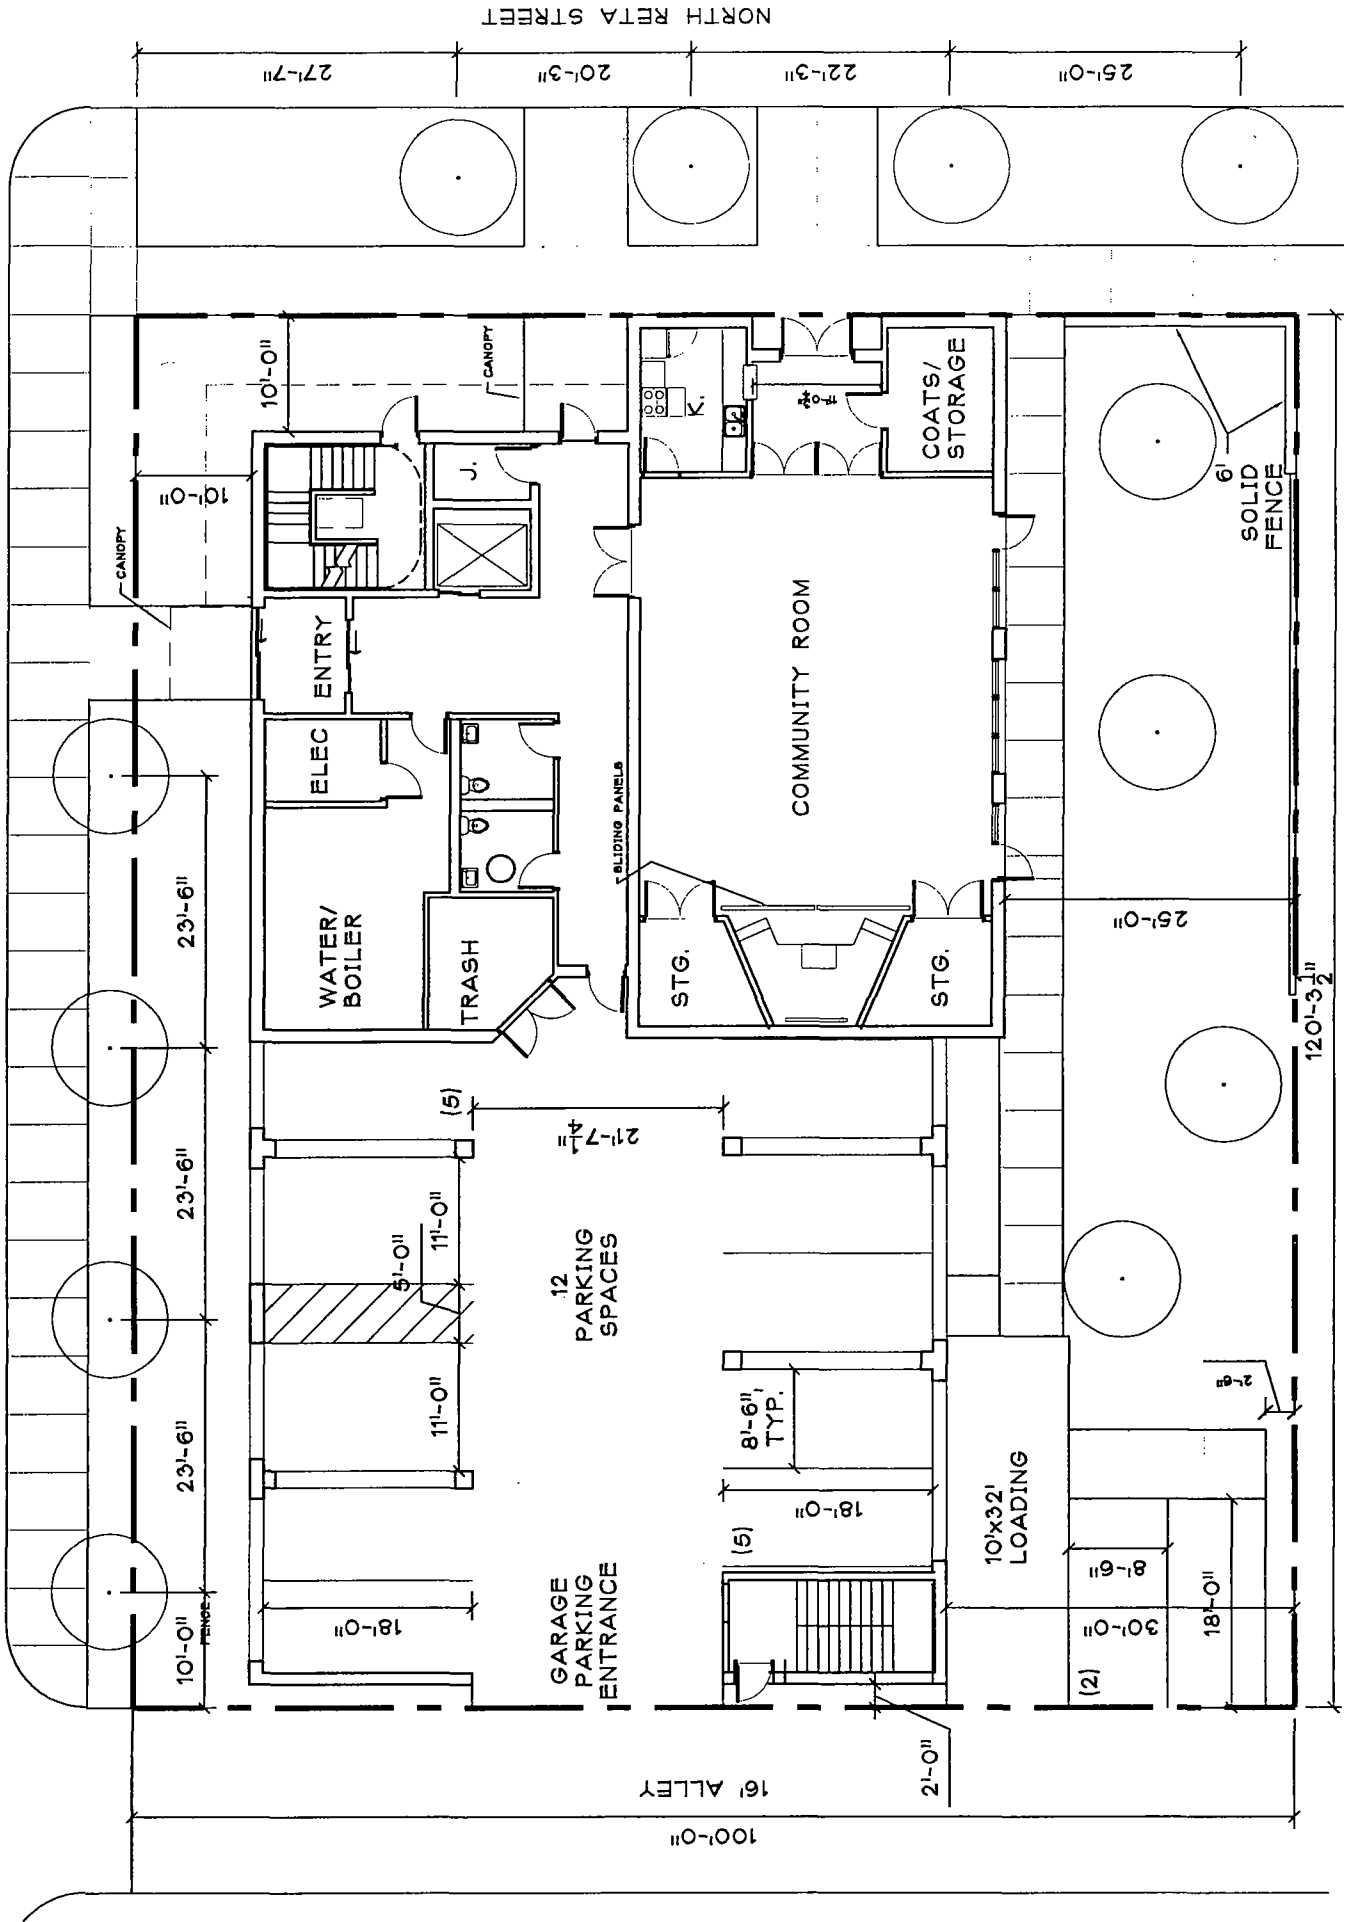 NORTH RETA STREET
27'-7"
20'-3"
22'-3"
25'-0"
10'-0"
CANOPY
10'-0"
CANOPY
J.
K.
COATS/
STORAGE
6'
SOLID
FENCE
ENTRY
ELEC
COMMUNITY ROOM
SLIDING PANELS
23'-6"
WATER/
BOILER
TRASH
STG.
STG.
25'-0"
120'-3 1/2"
(5)
21'-7 1/4"
23'-6"
11'-0"
5'-0"
12
PARKING
SPACES
11'-0"
8'-6"
TYP.
2'-6"
23'-6"
18'-0"
(5)
10'x32'
LOADING
8'-6"
18'-0"
30'-0"
(2)
10'-0"
FENCE
18'-0"
GARAGE
PARKING
ENTRANCE
2'-0"
16' ALLEY
100'-0"